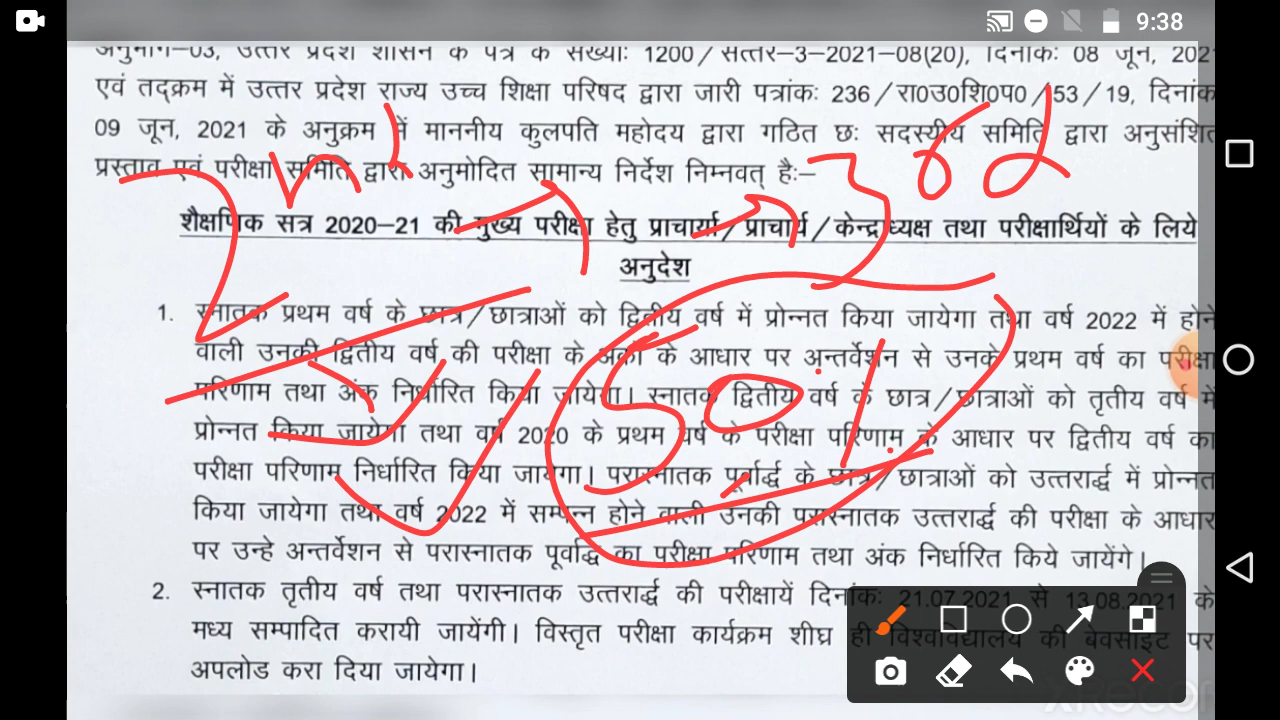 9:38
अनुभाग–03, उत्तर प्रदेश शासन के पत्र के संख्याः 1200/सत्तर–3–2021–08(20), दिनांकः 08 जून, 202
एवं तद्क्रम में उत्तर प्रदेश राज्य उच्च शिक्षा परिषद द्वारा जारी पत्रांकः 236/रा0उ0शि0प0/53/19, दिनांक
09 जून, 2021 के अनुक्रम में माननीय कुलपति महोदय द्वारा गठित छः सदस्यीय समिति द्वारा अनुसंशित
प्रस्ताव एवं परीक्षा समिति द्वारा अनुमोदित सामान्य निर्देश निम्नवत् हैः–
2nd 3rd
शैक्षणिक सत्र 2020–21 की मुख्य परीक्षा हेतु प्राचार्या/प्राचार्य/केन्द्राध्यक्ष तथा परीक्षार्थियों के लिये
अनुदेश
1. स्नातक प्रथम वर्ष के छात्र/छात्राओं को द्वितीय वर्ष में प्रोन्नत किया जायेगा तथा वर्ष 2022 में होने
वाली उनकी द्वितीय वर्ष की परीक्षा के अंकों के आधार पर अन्तर्वेशन से उनके प्रथम वर्ष का परीक्षा
परिणाम तथा अंक निर्धारित किया जायेगा। स्नातक द्वितीय वर्ष के छात्र/छात्राओं को तृतीय वर्ष में
50%
प्रोन्नत किया जायेगा तथा वर्ष 2020 के प्रथम वर्ष के परीक्षा परिणाम के आधार पर द्वितीय वर्ष का
परीक्षा परिणाम निर्धारित किया जायेगा। परास्नातक पूर्वार्द्ध के छात्र/छात्राओं को उत्तरार्द्ध में प्रोन्नत
किया जायेगा तथा वर्ष 2022 में सम्पन्न होने वाली उनकी परास्नातक उत्तरार्द्ध की परीक्षा के आधार
पर उन्हे अन्तर्वेशन से परास्नातक पूर्वार्द्ध का परीक्षा परिणाम तथा अंक निर्धारित किये जायेंगे।
2. स्नातक तृतीय वर्ष तथा परास्नातक उत्तरार्द्ध की परीक्षायें दिनांकः 21.07.2021 से 13.08.2021 के
मध्य सम्पादित करायी जायेंगी। विस्तृत परीक्षा कार्यक्रम शीघ्र ही विश्वविद्यालय की बेवसाइट पर
अपलोड करा दिया जायेगा।